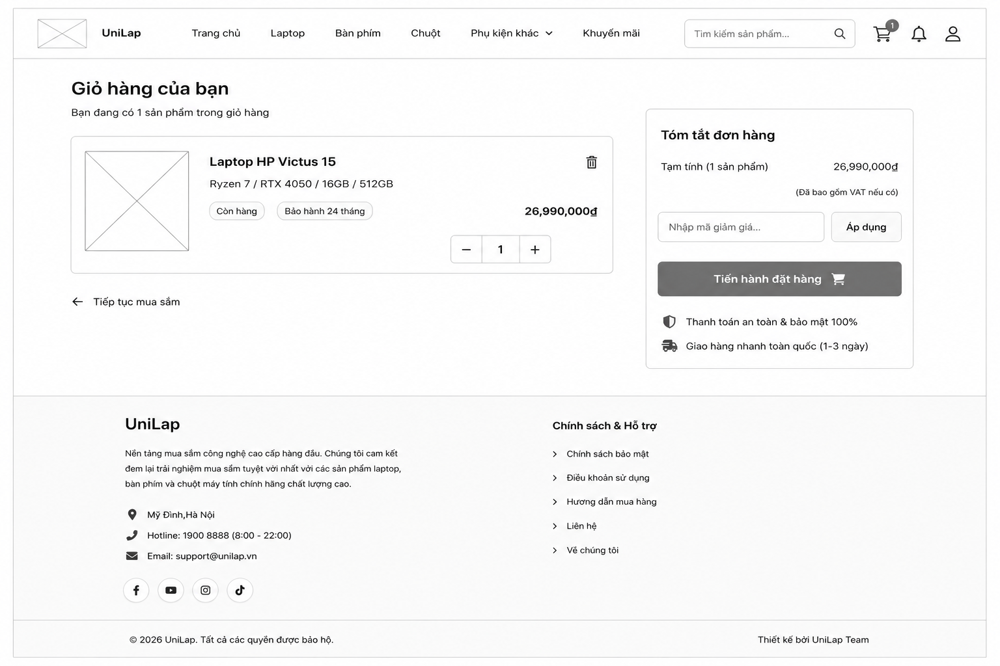 UniLap
Trang chủ
Laptop
Bàn phím
Chuột
Phụ kiện khác
Khuyến mãi
Tìm kiếm sản phẩm...
1
Giỏ hàng của bạn
Bạn đang có 1 sản phẩm trong giỏ hàng
Laptop HP Victus 15
Ryzen 7 / RTX 4050 / 16GB / 512GB
Còn hàng
Bảo hành 24 tháng
26,990,000₫
1
Tiếp tục mua sắm
Tóm tắt đơn hàng
Tạm tính (1 sản phẩm) 26,990,000₫
(Đã bao gồm VAT nếu có)
Nhập mã giảm giá...
Áp dụng
Tiến hành đặt hàng
Thanh toán an toàn & bảo mật 100%
Giao hàng nhanh toàn quốc (1-3 ngày)
UniLap
Nền tảng mua sắm công nghệ cao cấp hàng đầu. Chúng tôi cam kết
đem lại trải nghiệm mua sắm tuyệt vời nhất với các sản phẩm laptop,
bàn phím và chuột máy tính chính hãng chất lượng cao.
Mỹ Đình,Hà Nội
Hotline: 1900 8888 (8:00 - 22:00)
Email: support@unilap.vn
Chính sách & Hỗ trợ
Chính sách bảo mật
Điều khoản sử dụng
Hướng dẫn mua hàng
Liên hệ
Về chúng tôi
© 2026 UniLap. Tất cả các quyền được bảo hộ.
Thiết kế bởi UniLap Team